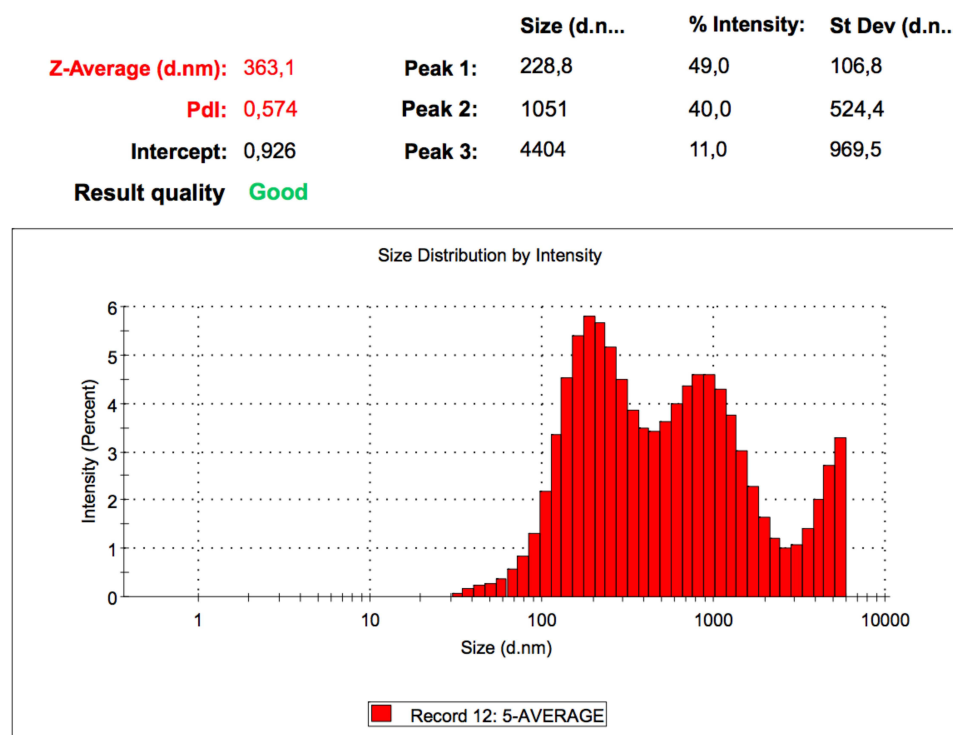 Size (d.n... % Intensity: St Dev (d.n...
Z-Average (d.nm): 363,1 Peak 1: 228,8 49,0 106,8
PdI: 0,574 Peak 2: 1051 40,0 524,4
Intercept: 0,926 Peak 3: 4404 11,0 969,5
Result quality Good
Size Distribution by Intensity
6
5
4
3
2
1
0
Intensity (Percent)
1 10 100 1000 10000
Size (d.nm)
Record 12: 5-AVERAGE